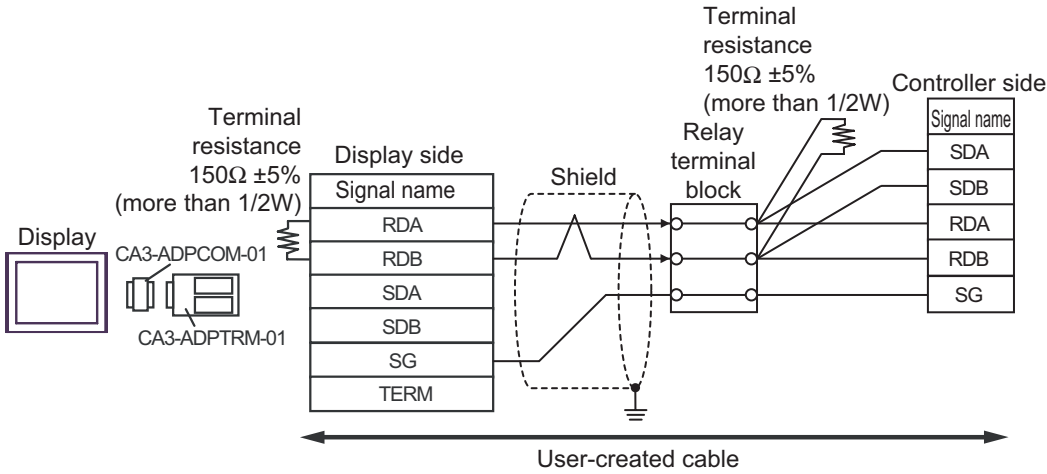 Terminal
resistance
150Ω ±5%
(more than 1/2W)
Controller side
Signal name
SDA
SDB
RDA
RDB
SG
Relay
terminal
block
Terminal
resistance
150Ω ±5%
(more than 1/2W)
Display side
Signal name
RDA
RDB
SDA
SDB
SG
TERM
Shield
Display
CA3-ADPCOM-01
CA3-ADPTRM-01
User-created cable